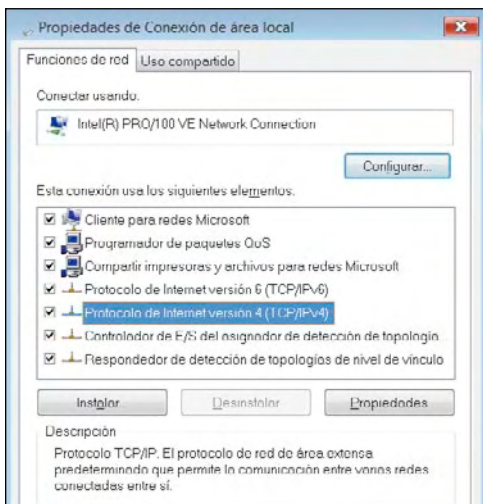 Propiedades de Conexión de área local
Funciones de red
Uso compartido
Conectar usando:
Intel(R) PRO/100 VE Network Connection
Configurar...
Esta conexión usa los siguientes elementos:
Cliente para redes Microsoft
Programador de paquetes QoS
Compartir impresoras y archivos para redes Microsoft
Protocolo de Internet versión 6 (TCP/IPv6)
Protocolo de Internet versión 4 (TCP/IPv4)
Controlador de E/S del asignador de detección de topología...
Respondedor de detección de topologías de nivel de vínculo
Instalar...
Desinstalar
Propiedades
Descripción
Protocolo TCP/IP. El protocolo de red de área extensa
predeterminado que permite la comunicación entre varios redes
conectadas entre sí.